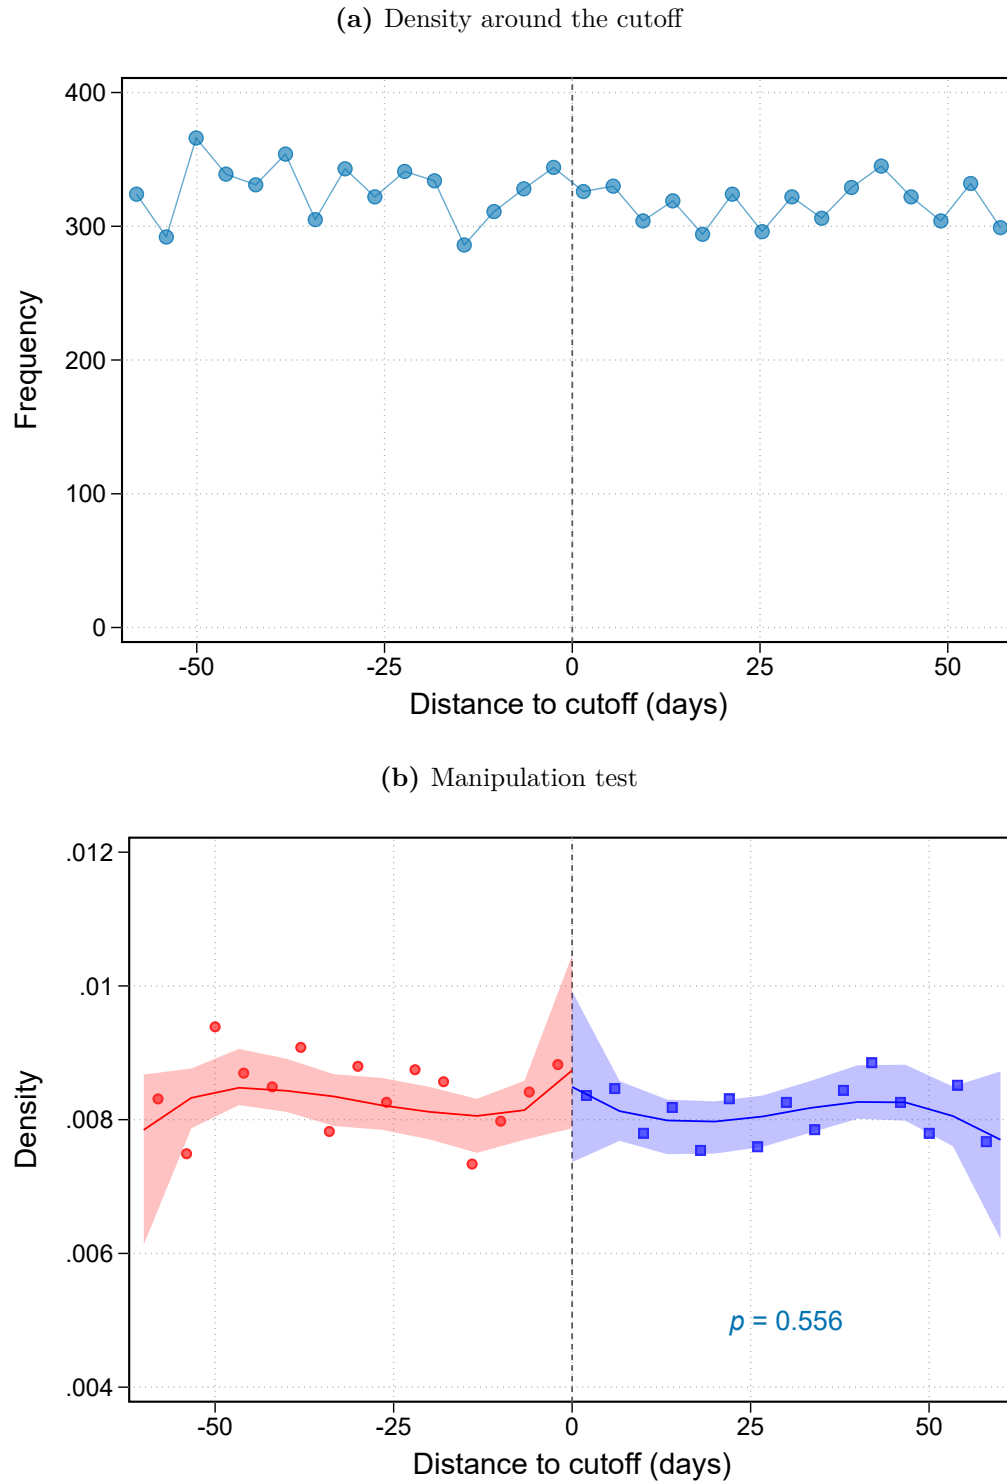 (a) Density around the cutoff
400
300
200
100
0
Frequency
-50 -25 0 25 50
Distance to cutoff (days)
(b) Manipulation test
.012
.01
.008
.006
.004
Density
p = 0.556
-50 -25 0 25 50
Distance to cutoff (days)